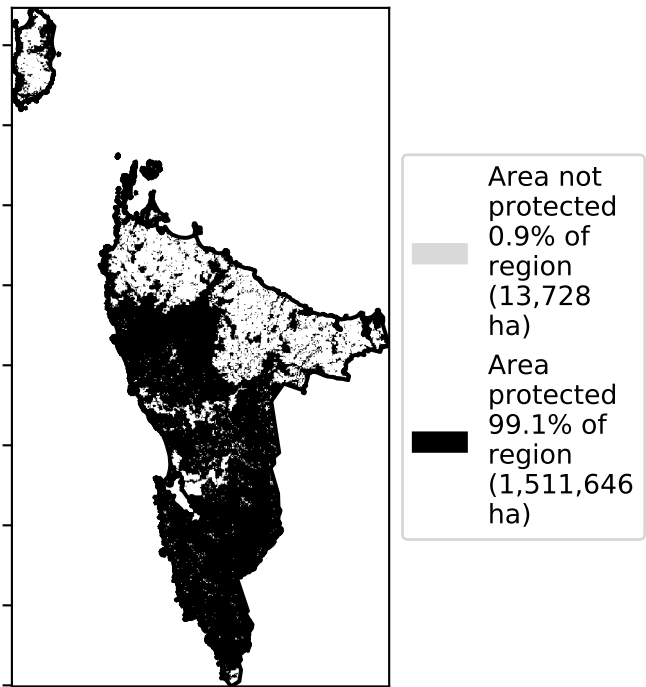 Area not
protected
0.9% of
region
(13,728
ha)
Area
protected
99.1% of
region
(1,511,646
ha)